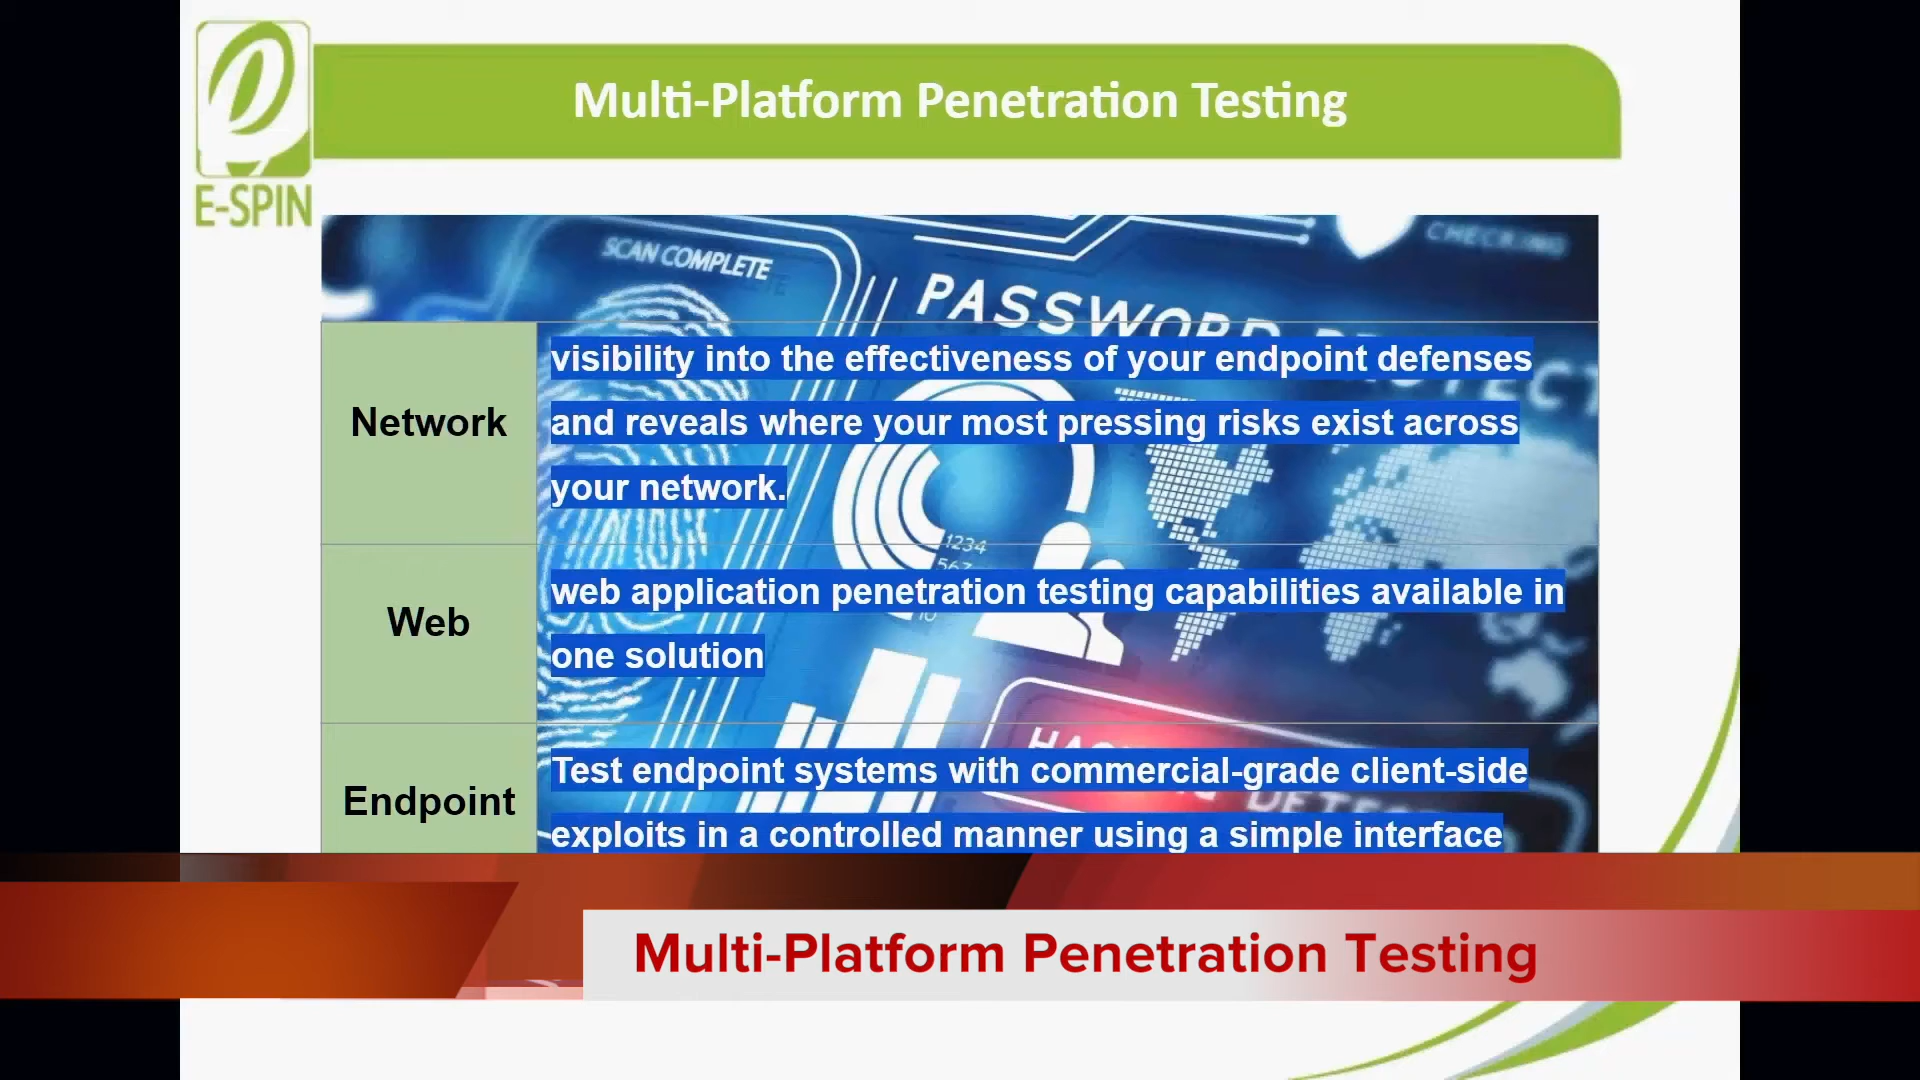 Multi-Platform Penetration Testing
E-SPIN
SCAN COMPLETE
CHECKING
PASSWORD
Network
visibility into the effectiveness of your endpoint defenses
and reveals where your most pressing risks exist across
your network.
1234
Web
web application penetration testing capabilities available in
one solution
10
Endpoint
Test endpoint systems with commercial-grade client-side
exploits in a controlled manner using a simple interface
Multi-Platform Penetration Testing